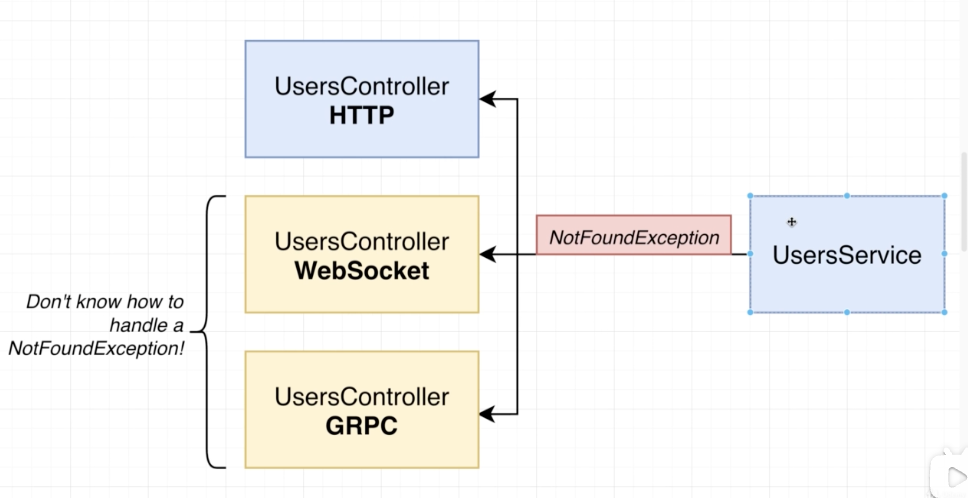 UsersController
HTTP
UsersController
WebSocket
NotFoundException
UsersService
Don't know how to
handle a
NotFoundException!
UsersController
GRPC